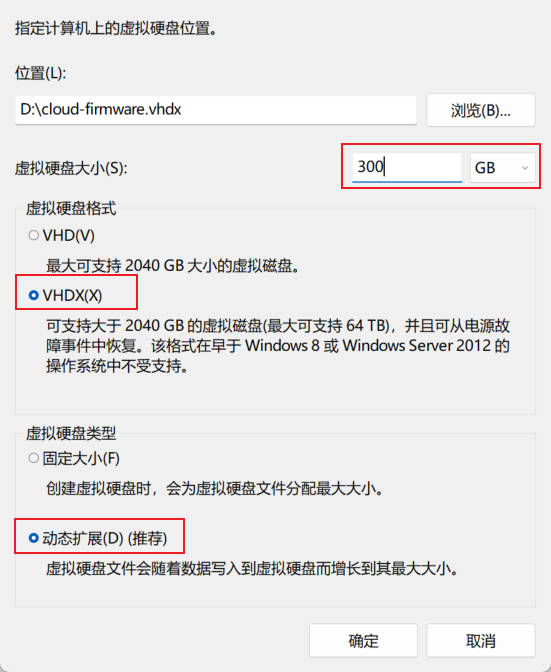 指定计算机上的虚拟硬盘位置。
位置(L):
D:\cloud-firmware.vhdx
浏览(B)...
虚拟硬盘大小(S):
300
GB
虚拟硬盘格式
VHD(V)
最大可支持 2040 GB 大小的虚拟磁盘。
VHDX(X)
可支持大于 2040 GB 的虚拟磁盘(最大可支持 64 TB)，并且可从电源故
障事件中恢复。该格式在早于 Windows 8 或 Windows Server 2012 的
操作系统中不受支持。
虚拟硬盘类型
固定大小(F)
创建虚拟硬盘时，会为虚拟硬盘文件分配最大大小。
动态扩展(D) (推荐)
虚拟硬盘文件会随着数据写入到虚拟硬盘而增长到其最大大小。
确定
取消